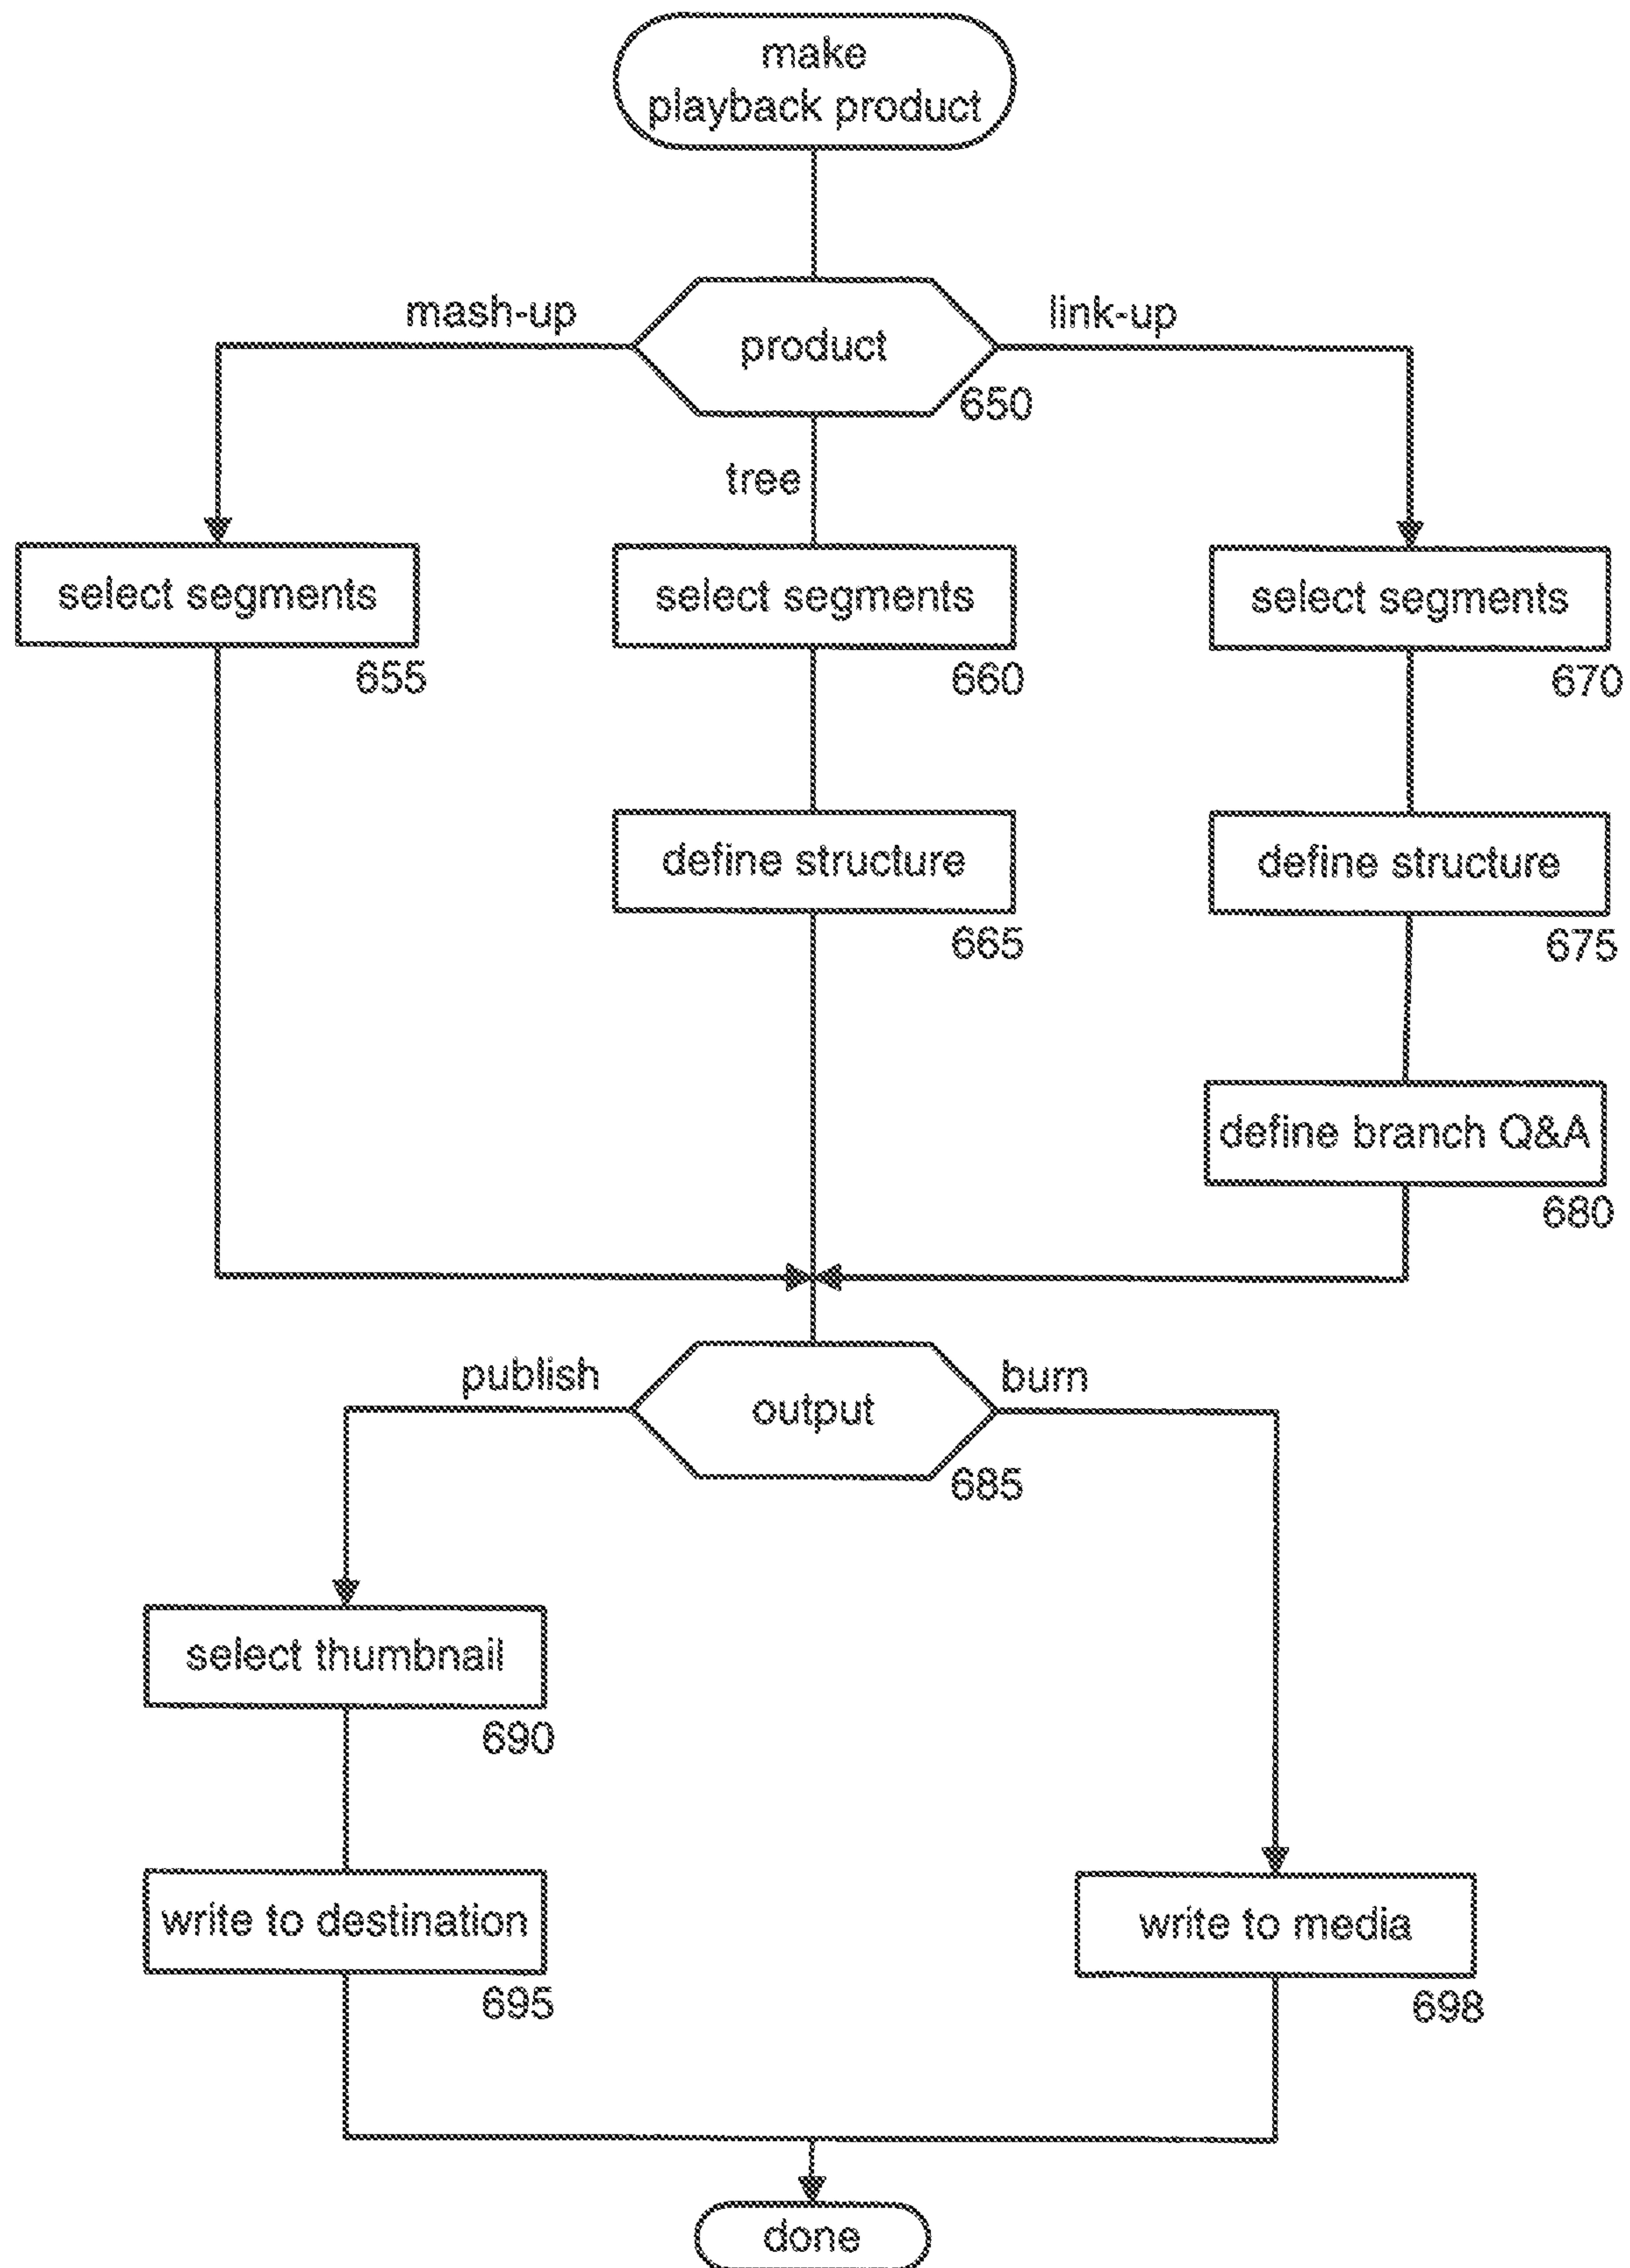 make
playback product
mash-up
link-up
product
650
tree
select segments
select segments
select segments
655
660
670
define structure
define structure
665
675
define branch Q&A
680
publish
burn
output
685
select thumbnail
690
write to destination
write to media
695
698
done